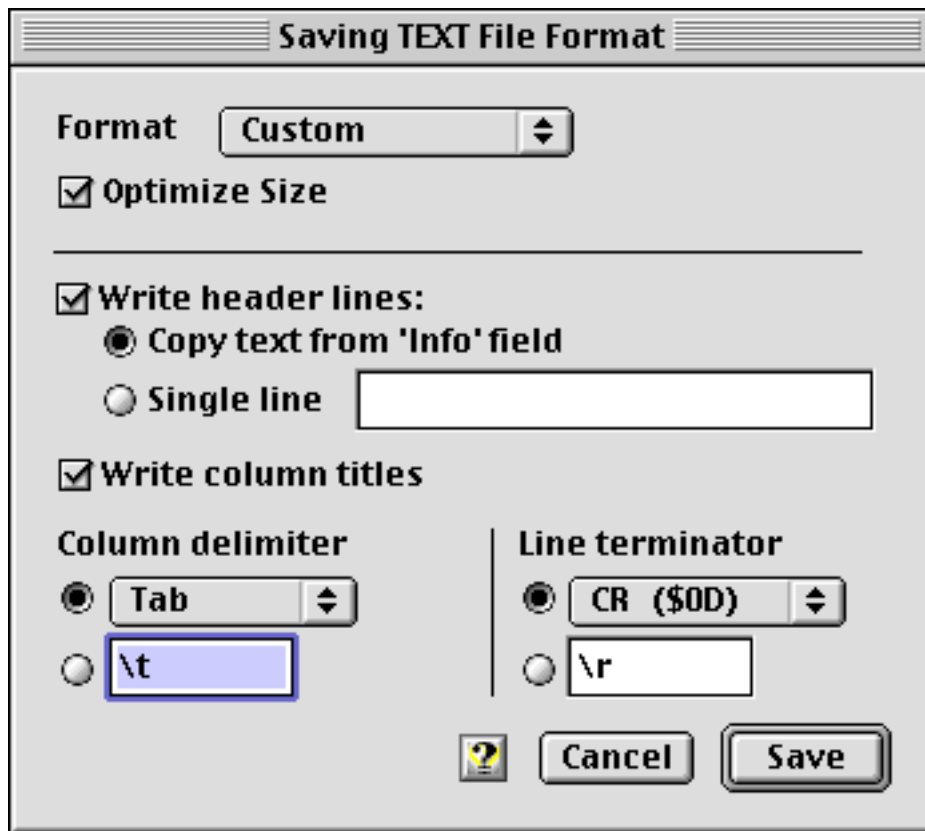 Saving TEXT File Format
Format Custom
Optimize Size
Write header lines:
Copy text from 'Info' field
Single line
Write column titles
Column delimiter
Line terminator
Tab
CR ($0D)
\t
\r
?
Cancel
Save